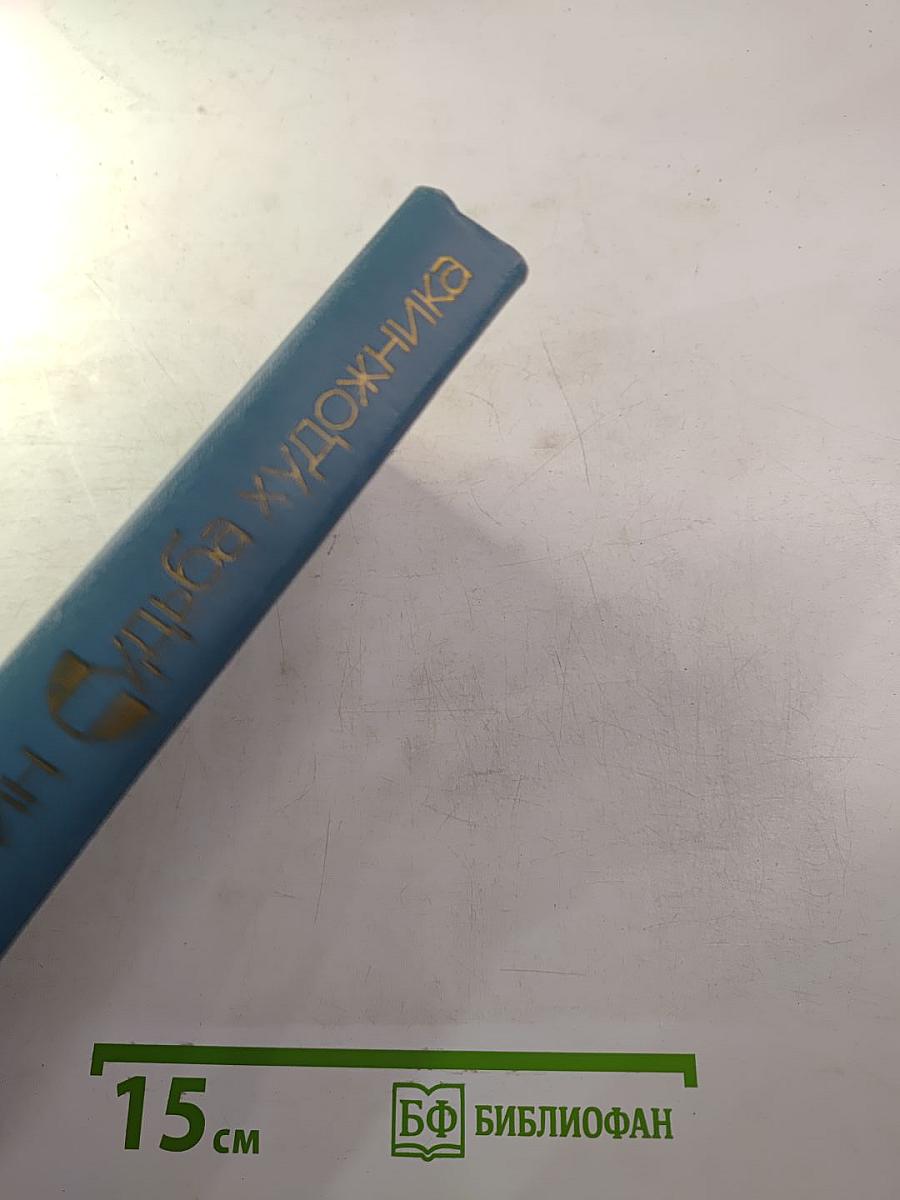 Судьба художника
15 см
БФ БИБЛИОФАН